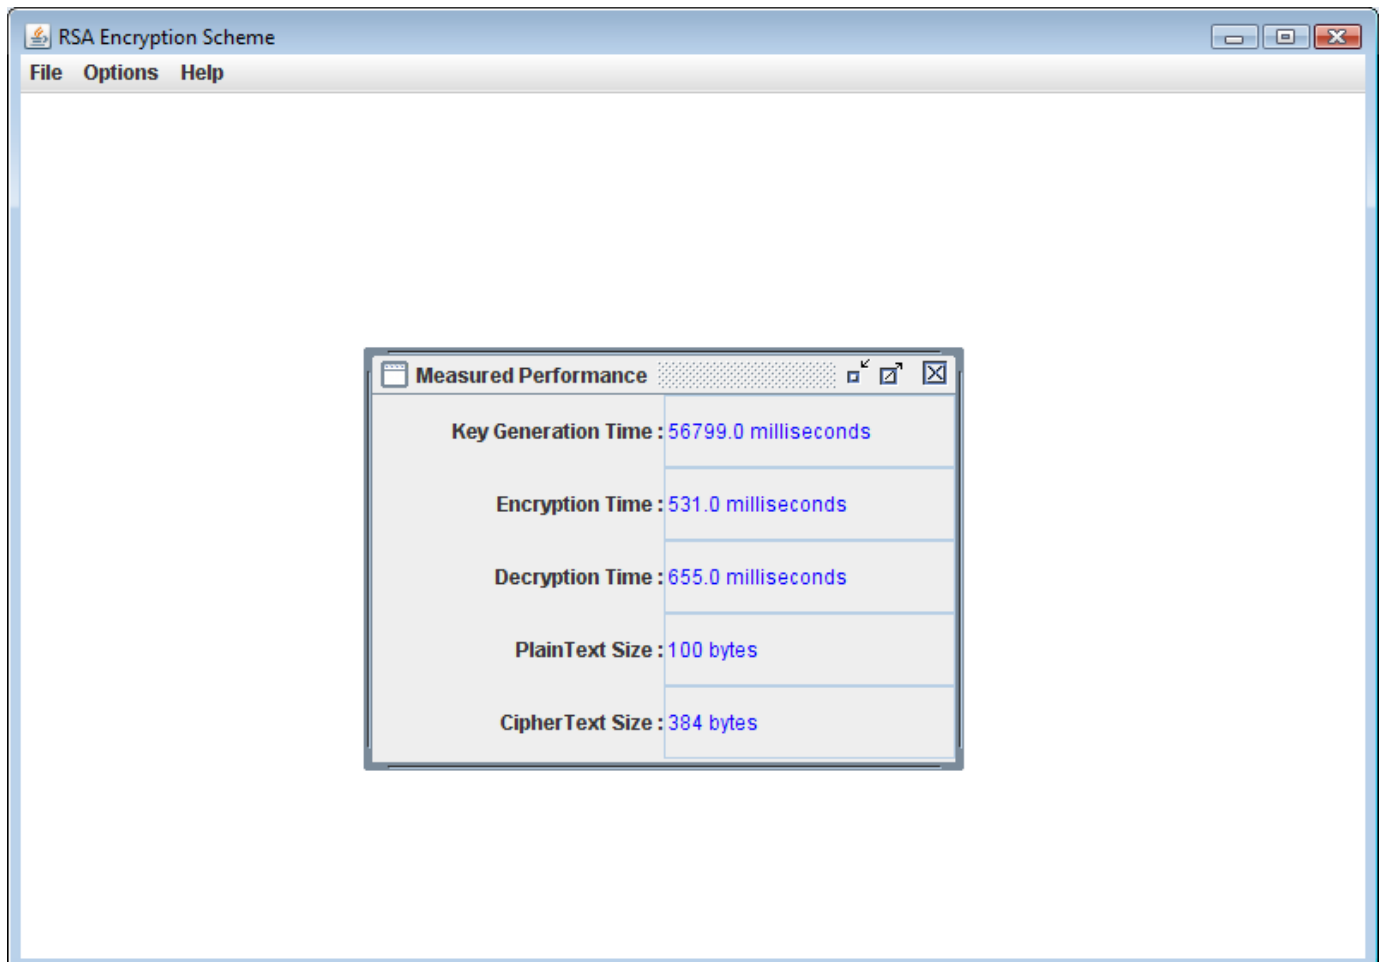 RSA Encryption Scheme
File Options Help
Measured Performance
Key Generation Time : 56799.0 milliseconds
Encryption Time : 531.0 milliseconds
Decryption Time : 655.0 milliseconds
PlainText Size : 100 bytes
CipherText Size : 384 bytes